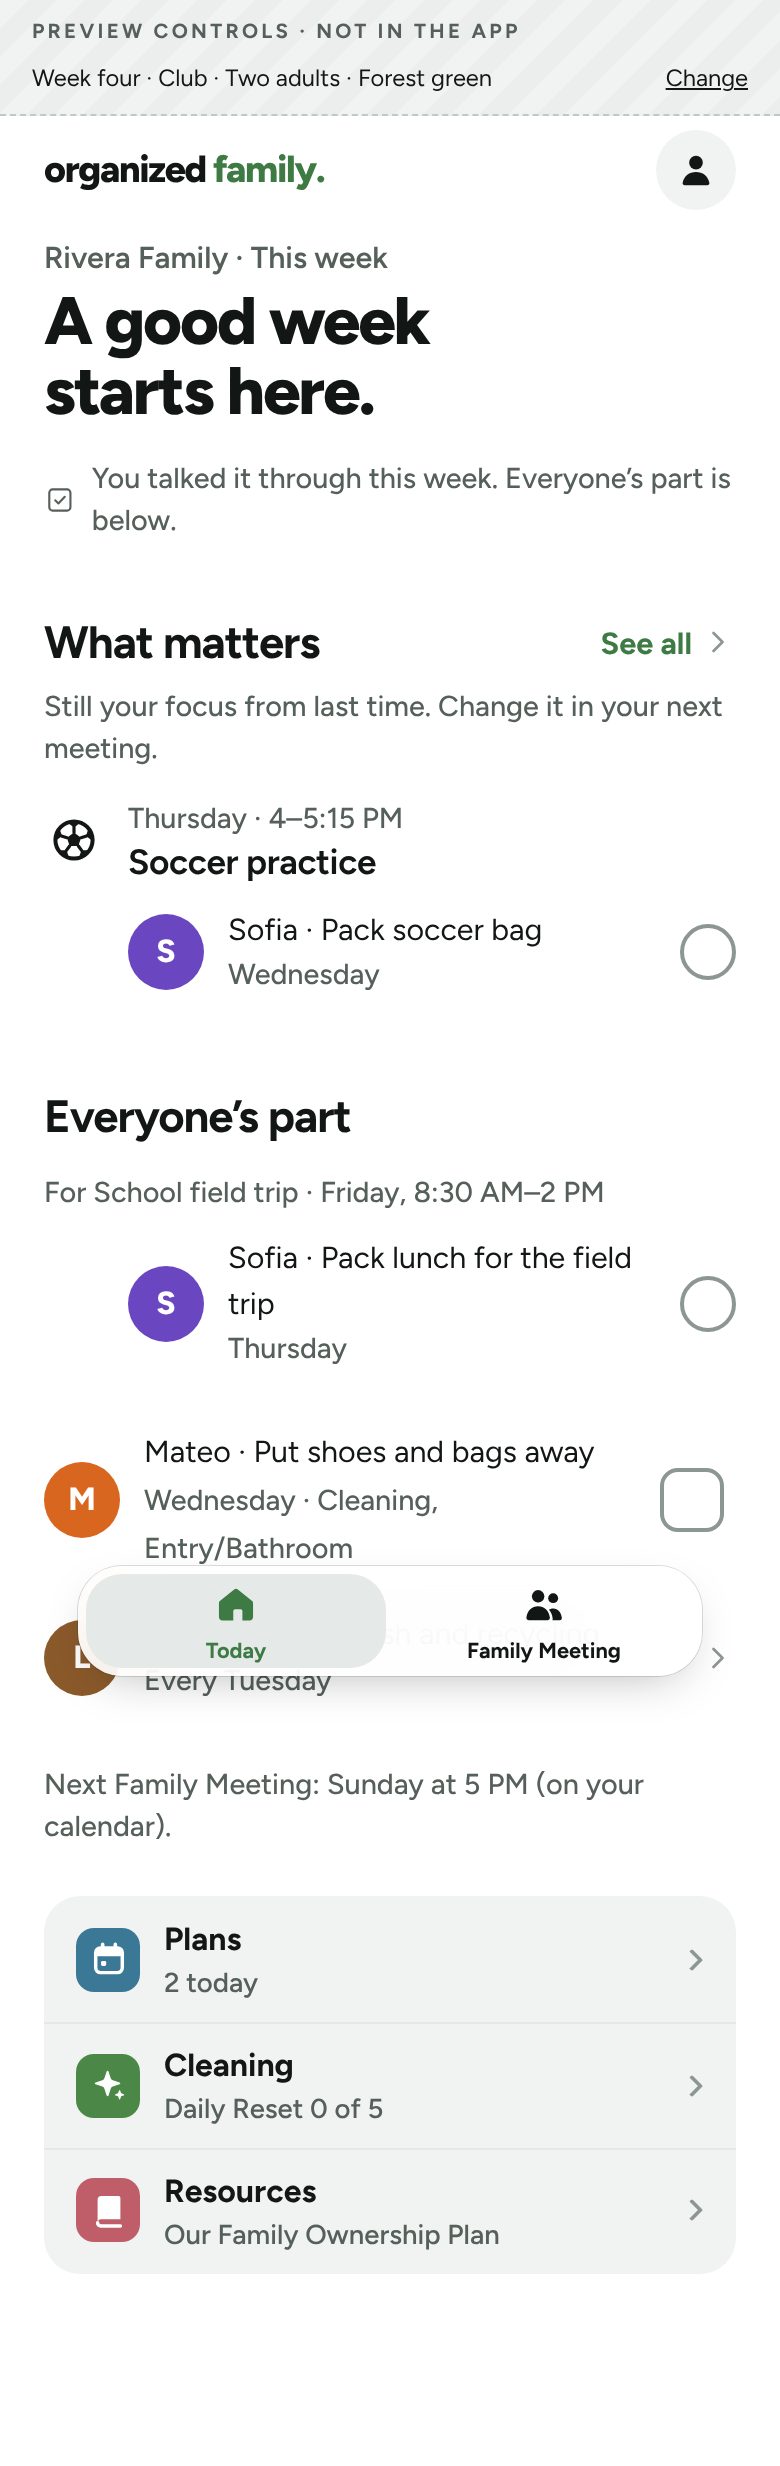 PREVIEW CONTROLS · NOT IN THE APP
Week four · Club · Two adults · Forest green
Change
organized family.
Rivera Family · This week
A good week
starts here.
You talked it through this week. Everyone’s part is
below.
What matters
See all
Still your focus from last time. Change it in your next
meeting.
Thursday · 4–5:15 PM
Soccer practice
S
Sofia · Pack soccer bag
Wednesday
Everyone’s part
For School field trip · Friday, 8:30 AM–2 PM
S
Sofia · Pack lunch for the field
trip
Thursday
M
Mateo · Put shoes and bags away
Wednesday · Cleaning,
Entry/Bathroom
L
and recycling
Today
Family Meeting
Every Tuesday
Next Family Meeting: Sunday at 5 PM (on your
calendar).
Plans
2 today
Cleaning
Daily Reset 0 of 5
Resources
Our Family Ownership Plan